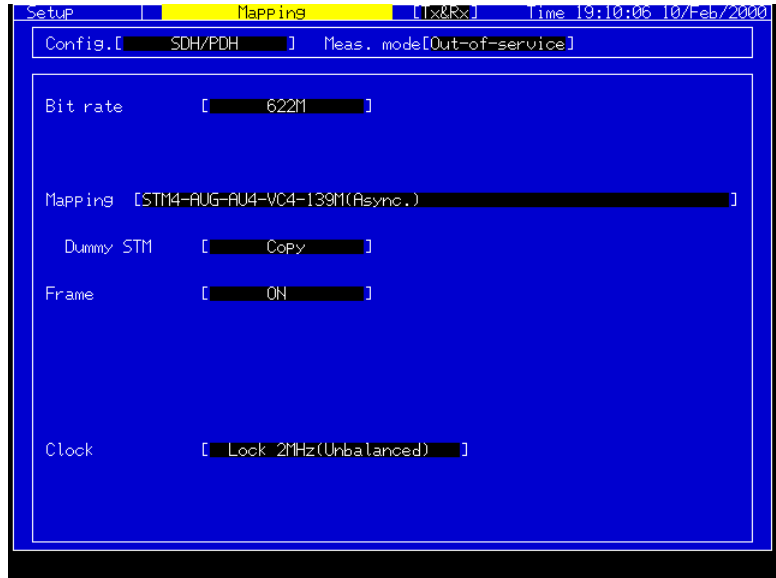 Setup | Mapping [Tx&Rx] Time 19:10:06 10/Feb/2000
Config.[ SDH/PDH ] Meas. mode[Out-of-service]
Bit rate [ 622M ]
Mapping [STM4-AUG-AU4-VC4-139M(Async.) ]
Dummy STM [ Copy ]
Frame [ ON ]
Clock [ Lock 2MHz(Unbalanced) ]